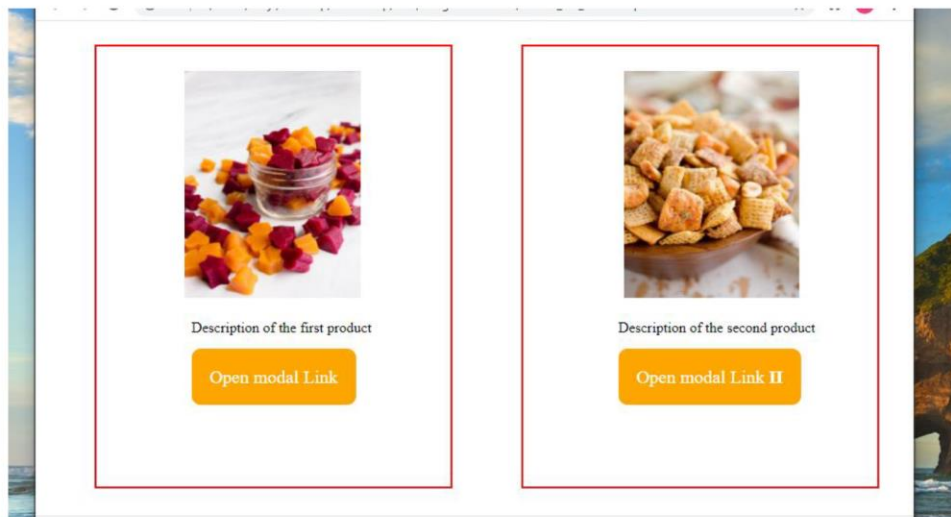 Description of the first product
Open modal Link
Description of the second product
Open modal Link II